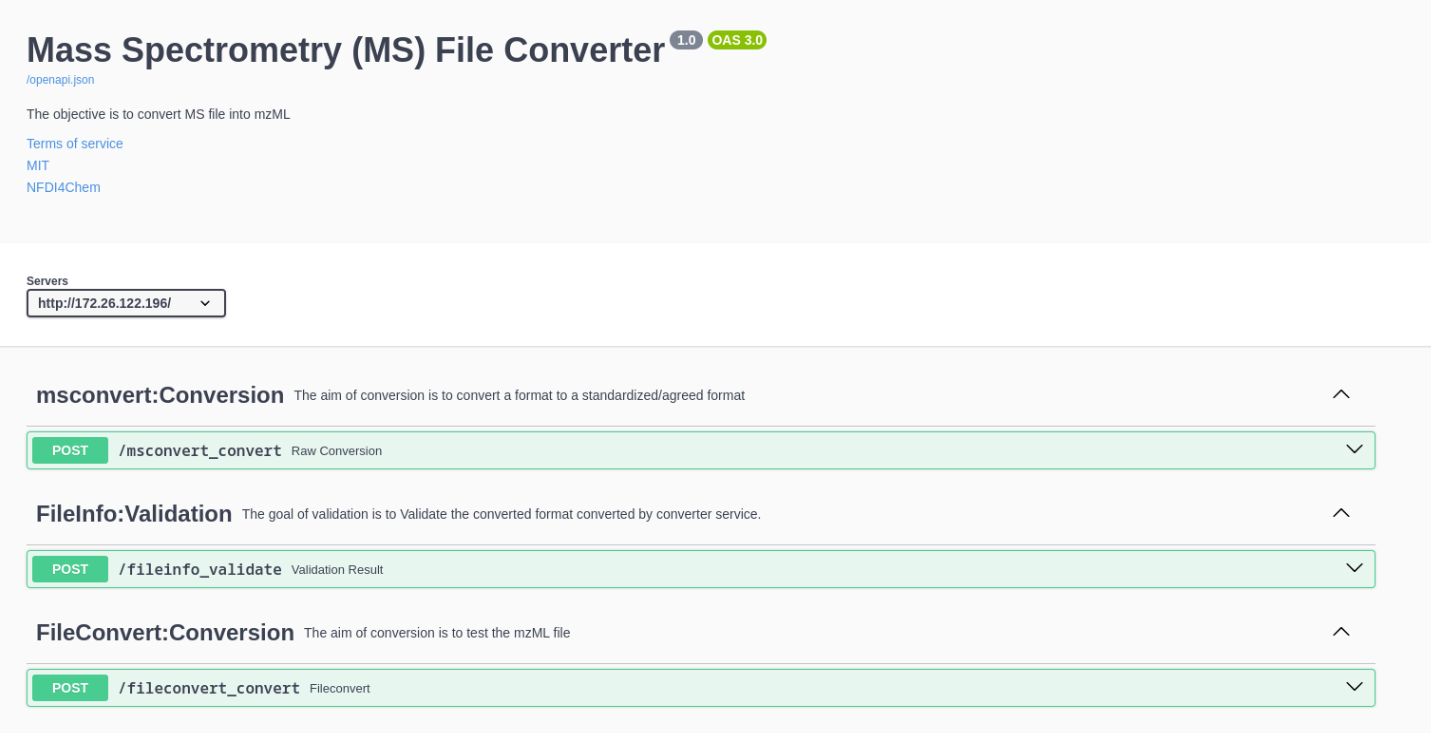 Mass Spectrometry (MS) File Converter 1.0 OAS 3.0
/openapi.json
The objective is to convert MS file into mzML
Terms of service
MIT
NFDI4Chem
Servers
http://172.26.122.196/
msconvert:Conversion The aim of conversion is to convert a format to a standardized/agreed format
POST /msconvert_convert Raw Conversion
FileInfo:Validation The goal of validation is to Validate the converted format converted by converter service.
POST /fileinfo_validate Validation Result
FileConvert:Conversion The aim of conversion is to test the mzML file
POST /fileconvert_convert Fileconvert